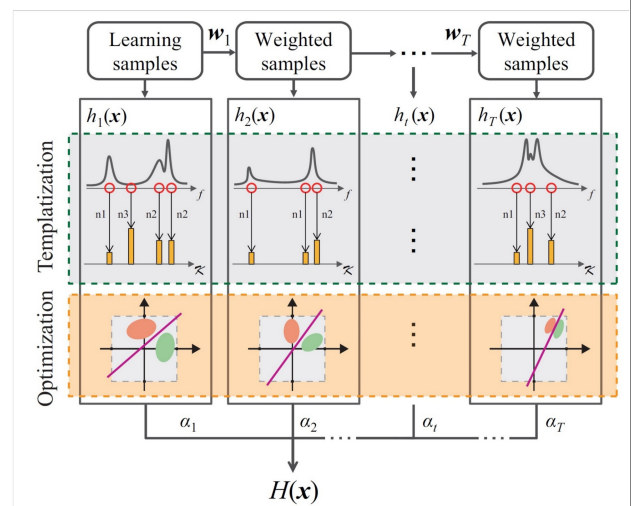 Learning samples
w1
Weighted samples
...
wT
Weighted samples
h1(x)
h2(x)
ht(x)
hT(x)
Templatization
f
n1
n3
n2
n2
𝒦
f
n1
n1
n2
𝒦
f
n1
n3
n2
𝒦
Optimization
α1
α2
αt
αT
H(x)